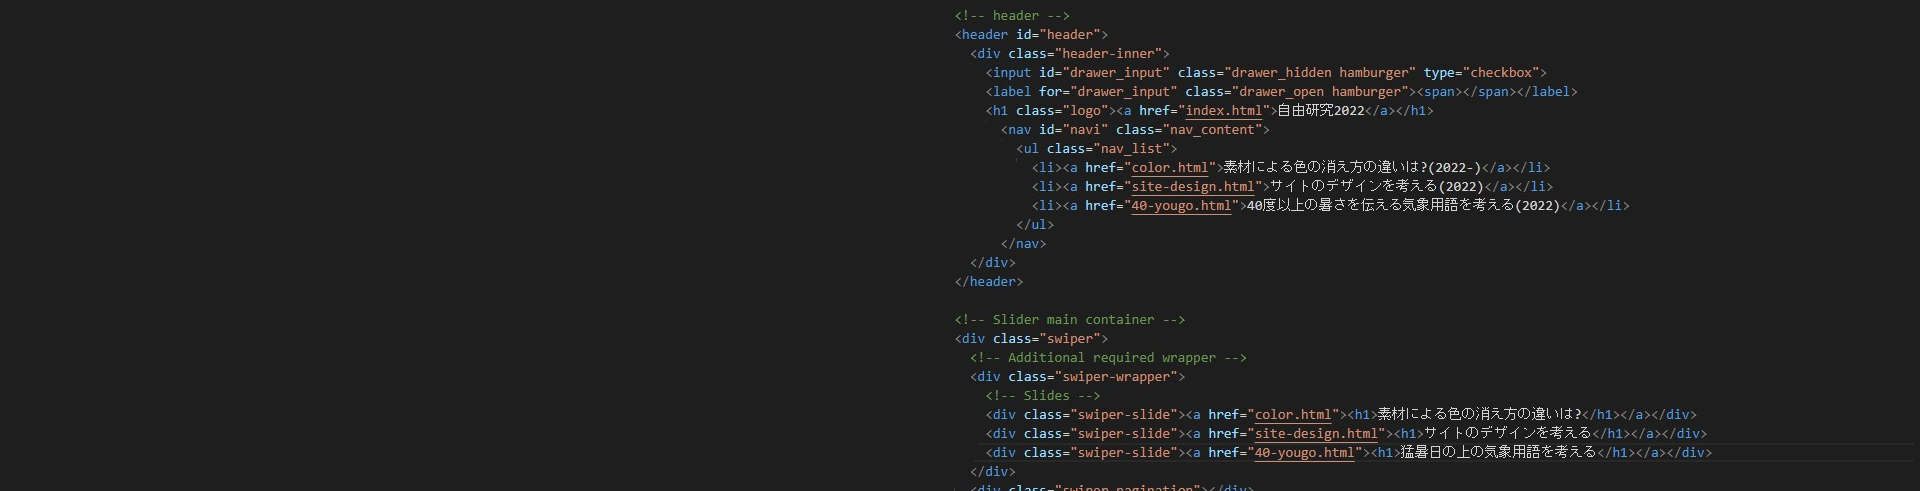 <!-- header -->
<header id="header">
<div class="header-inner">
<input id="drawer_input" class="drawer_hidden hamburger" type="checkbox">
<label for="drawer_input" class="drawer_open hamburger"><span></span></label>
<h1 class="logo"><a href="index.html">自由研究2022</a></h1>
<nav id="navi" class="nav_content">
<ul class="nav_list">
<li><a href="color.html">素材による色の消え方の違いは?(2022-)</a></li>
<li><a href="site-design.html">サイトのデザインを考える(2022)</a></li>
<li><a href="40-yougo.html">40度以上の暑さを伝える気象用語を考える(2022)</a></li>
</ul>
</nav>
</div>
</header>
<!-- Slider main container -->
<div class="swiper">
<!-- Additional required wrapper -->
<div class="swiper-wrapper">
<!-- Slides -->
<div class="swiper-slide"><a href="color.html"><h1>素材による色の消え方の違いは?</h1></a></div>
<div class="swiper-slide"><a href="site-design.html"><h1>サイトのデザインを考える</h1></a></div>
<div class="swiper-slide"><a href="40-yougo.html"><h1>猛暑日の上の気象用語を考える</h1></a></div>
</div>
<div class="swiper-pagination"></div>